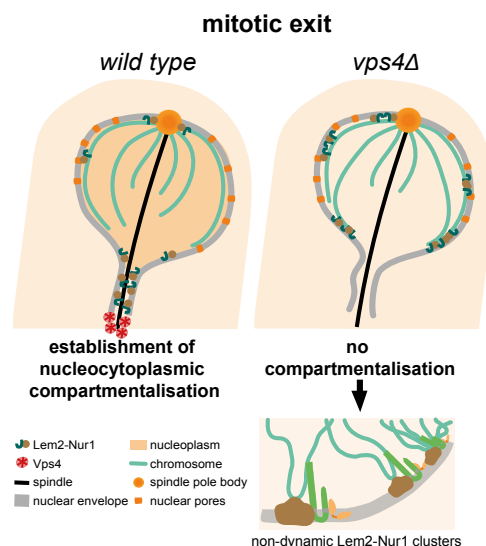 mitotic exit
wild type
vps4Δ
establishment of
nucleocytoplasmic
compartmentalisation
no
compartmentalisation
Lem2-Nur1
Vps4
spindle
nuclear envelope
nucleoplasm
chromosome
spindle pole body
nuclear pores
non-dynamic Lem2-Nur1 clusters